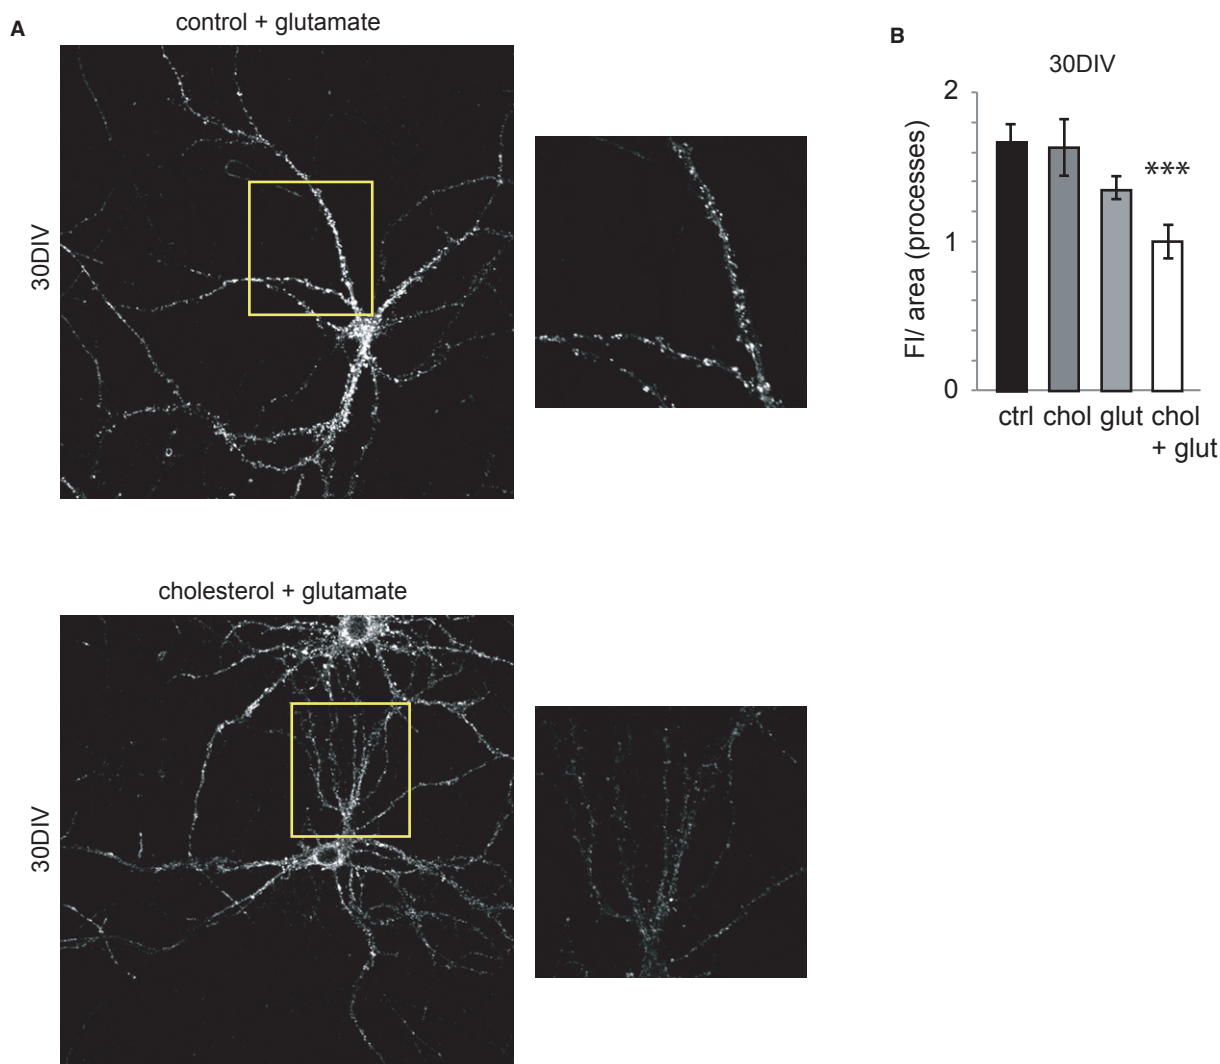 A
control + glutamate
30DIV
cholesterol + glutamate
30DIV
B
30DIV
FI/ area (processes)
2
1
0
***
ctrl chol glut chol
+ glut